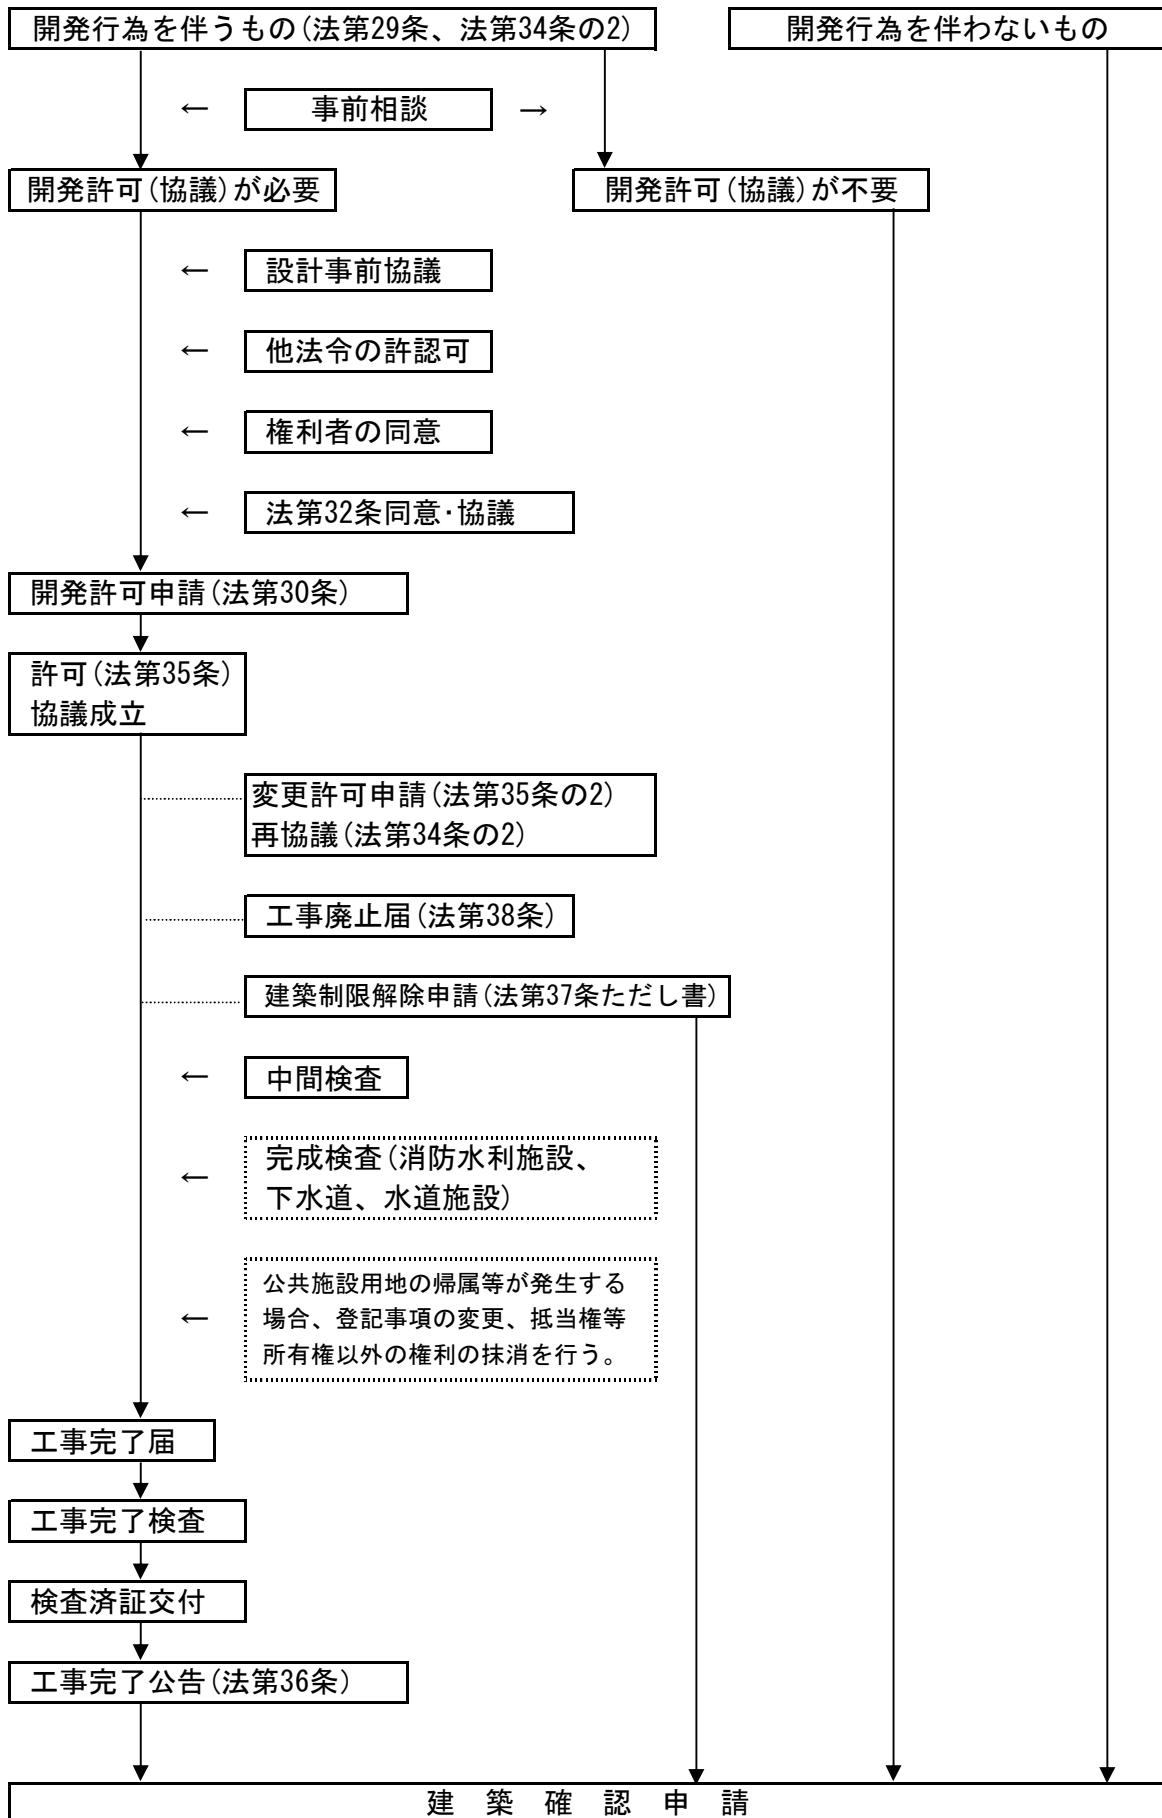 開発行為を伴うもの(法第29条、法第34条の2)
開発行為を伴わないもの
← 事前相談 →
開発許可(協議)が必要
開発許可(協議)が不要
← 設計事前協議
← 他法令の許認可
← 権利者の同意
← 法第32条同意・協議
開発許可申請(法第30条)
許可(法第35条)
協議成立
変更許可申請(法第35条の2)
再協議(法第34条の2)
工事廃止届(法第38条)
建築制限解除申請(法第37条ただし書)
← 中間検査
← 完成検査(消防水利施設、
下水道、水道施設)
公共施設用地の帰属等が発生する
← 場合、登記事項の変更、抵当権等
所有権以外の権利の抹消を行う。
工事完了届
工事完了検査
検査済証交付
工事完了公告(法第36条)
建 築 確 認 申 請